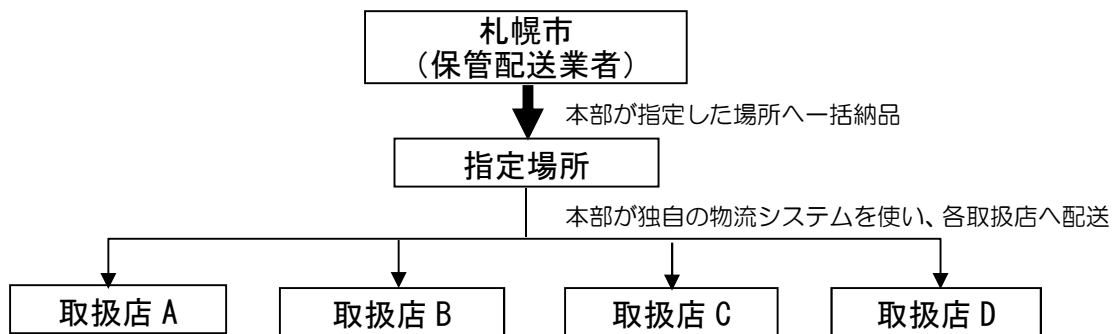 札幌市
（保管配送業者）
本部が指定した場所へ一括納品
指定場所
本部が独自の物流システムを使い、各取扱店へ配送
取扱店 A
取扱店 B
取扱店 C
取扱店 D